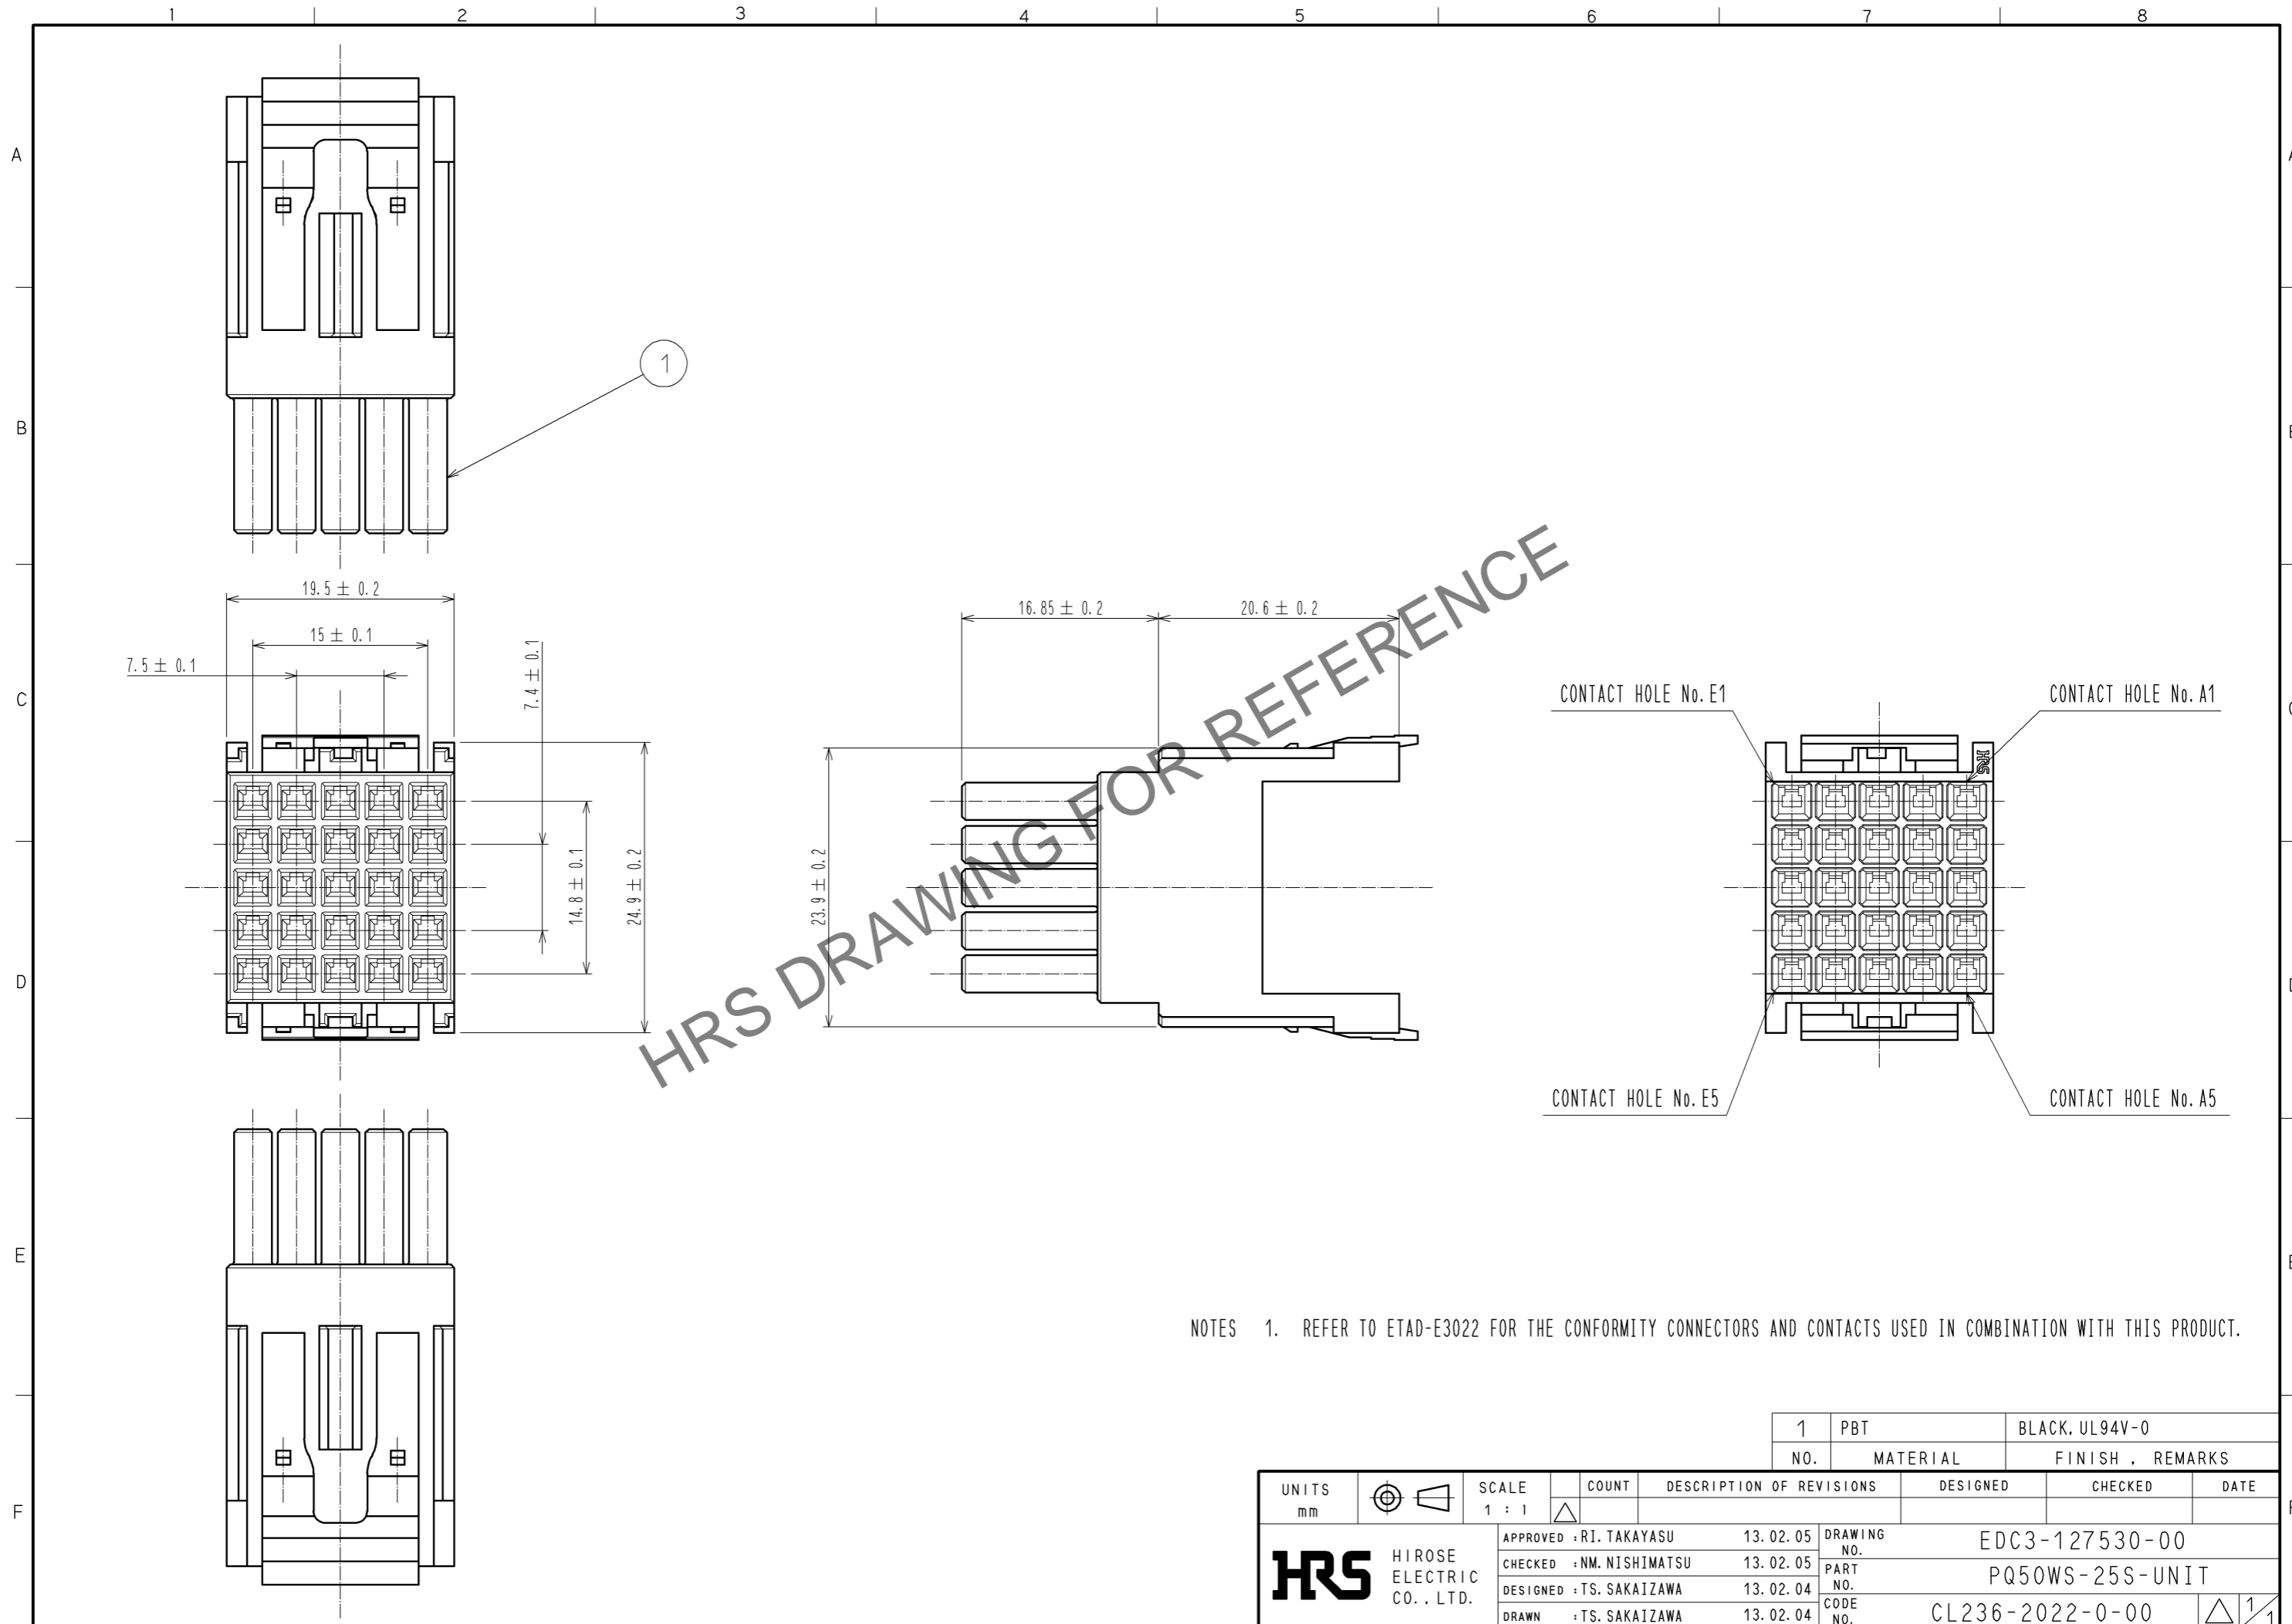 1 2 3 4 5 6 7 8
A
B
C
D
E
F
1
19.5 ± 0.2
15 ± 0.1
7.5 ± 0.1
7.4 ± 0.1
14.8 ± 0.1
24.9 ± 0.2
16.85 ± 0.2
20.6 ± 0.2
23.9 ± 0.2
CONTACT HOLE No. E1
CONTACT HOLE No. A1
HRS
CONTACT HOLE No. E5
CONTACT HOLE No. A5
HRS DRAWING FOR REFERENCE
NOTES 1. REFER TO ETAD-E3022 FOR THE CONFORMITY CONNECTORS AND CONTACTS USED IN COMBINATION WITH THIS PRODUCT.
1 PBT BLACK, UL94V-0
NO. MATERIAL FINISH , REMARKS
UNITS mm
SCALE 1 : 1
COUNT DESCRIPTION OF REVISIONS DESIGNED CHECKED DATE
HRS HIROSE ELECTRIC CO., LTD.
APPROVED : RI. TAKAYASU 13.02.05
CHECKED : NM. NISHIMATSU 13.02.05
DESIGNED : TS. SAKAIZAWA 13.02.04
DRAWN : TS. SAKAIZAWA 13.02.04
DRAWING NO. EDC3-127530-00
PART NO. PQ50WS-25S-UNIT
CODE NO. CL236-2022-0-00
1/1